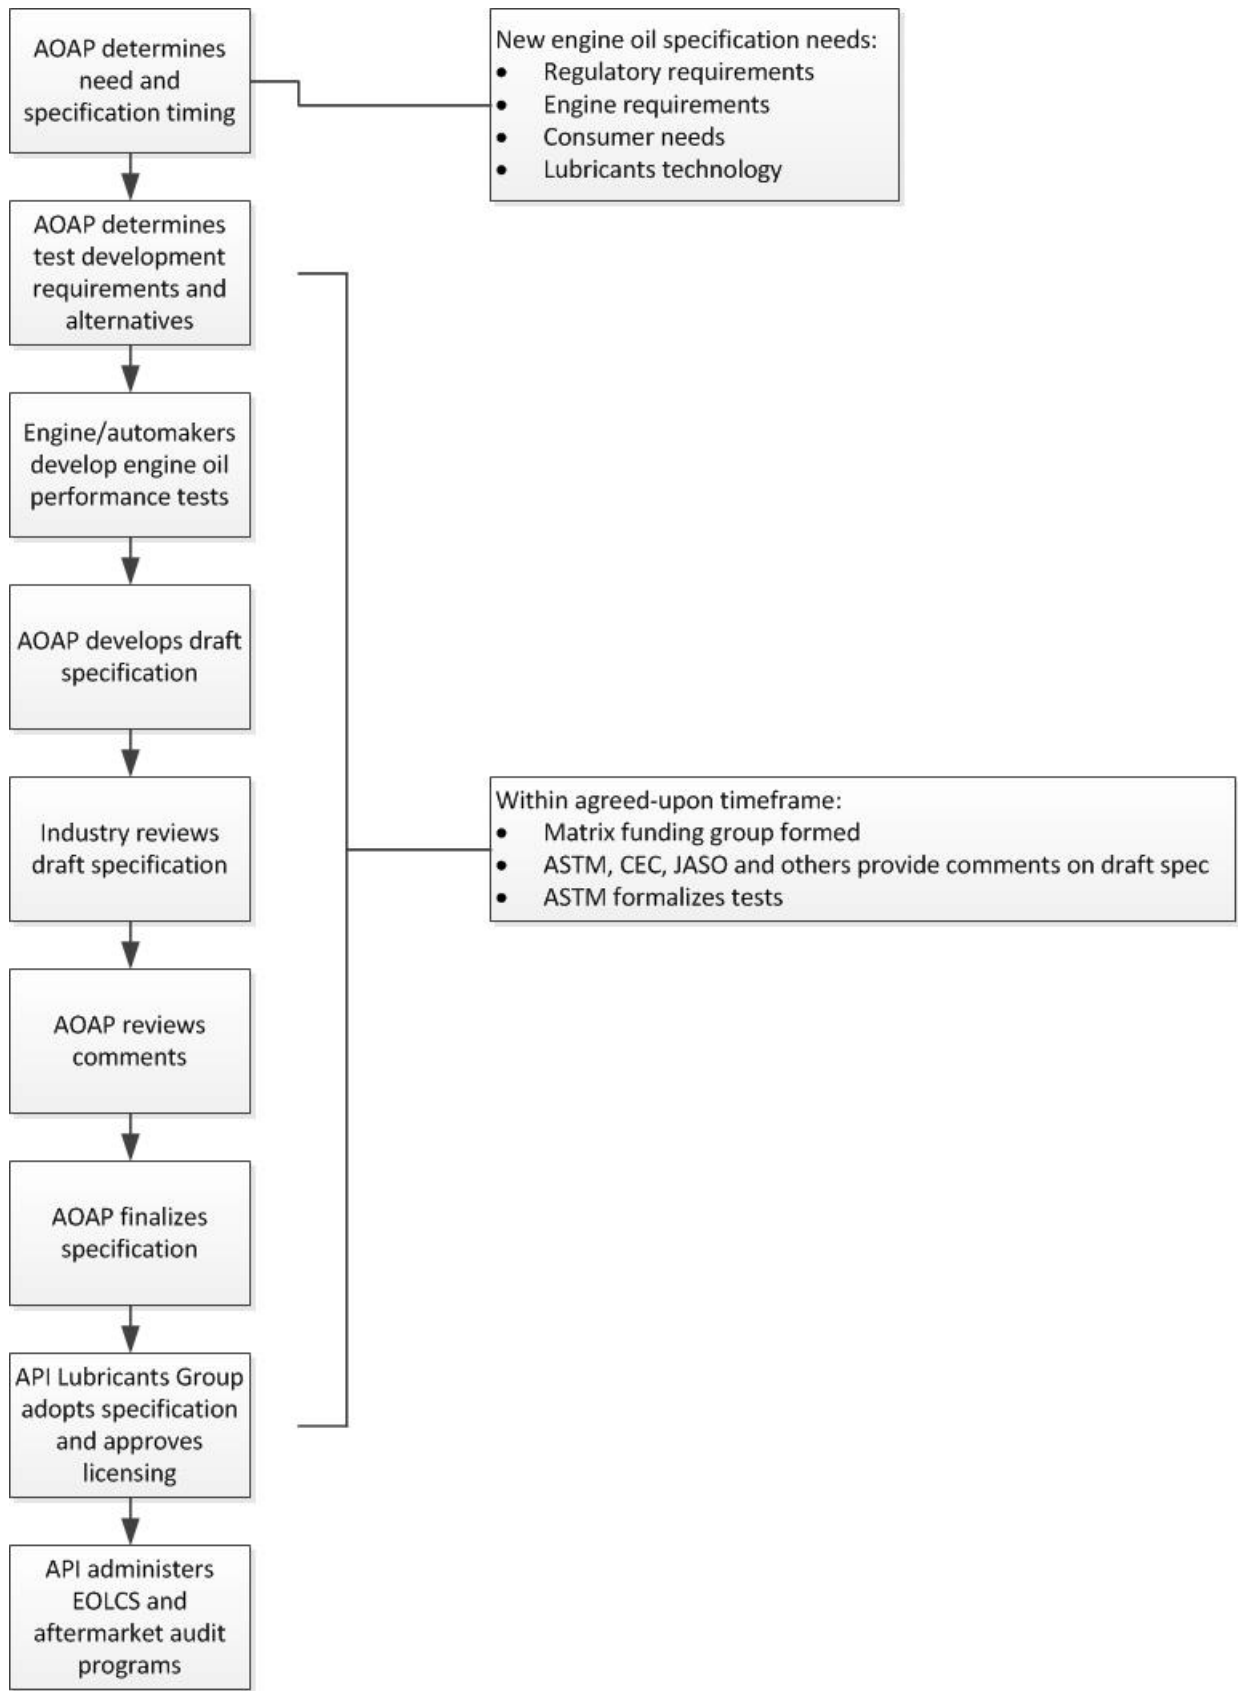 AOAP determines
need and
specification timing
New engine oil specification needs:
• Regulatory requirements
• Engine requirements
• Consumer needs
• Lubricants technology
AOAP determines
test development
requirements and
alternatives
Engine/automakers
develop engine oil
performance tests
AOAP develops draft
specification
Industry reviews
draft specification
Within agreed-upon timeframe:
• Matrix funding group formed
• ASTM, CEC, JASO and others provide comments on draft spec
• ASTM formalizes tests
AOAP reviews
comments
AOAP finalizes
specification
API Lubricants Group
adopts specification
and approves
licensing
API administers
EOLCS and
aftermarket audit
programs